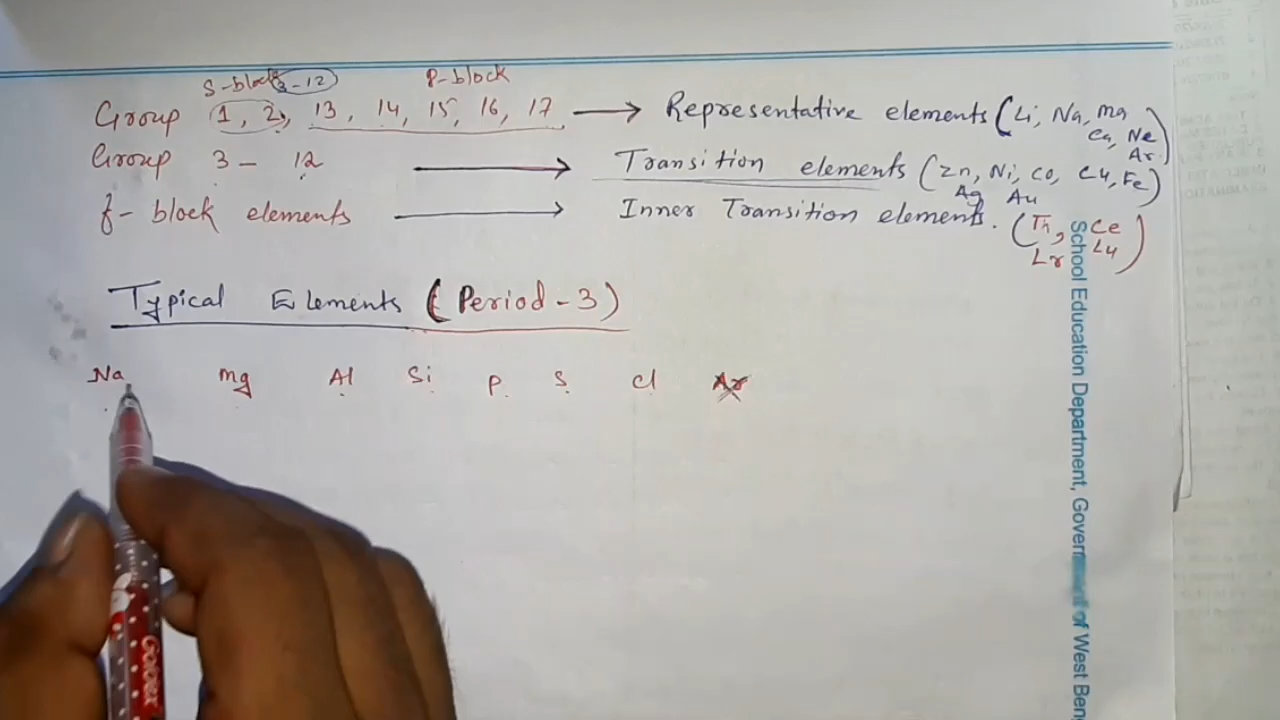 S-block 3-12 P-block
Group 1, 2, 13, 14, 15, 16, 17 → Representative elements (Li, Na, Mg
Ca, Ne
Ar)
Group 3 - 12 → Transition elements (Zn, Ni, Co, Cu, Fe)
Ag Au
f-block elements → Inner Transition elements. (Th, Ce
Lr Lu)
Typical Elements (Period-3)
Na Mg Al Si P S Cl Ar
School Education Department, Government of West Ben
Goldex